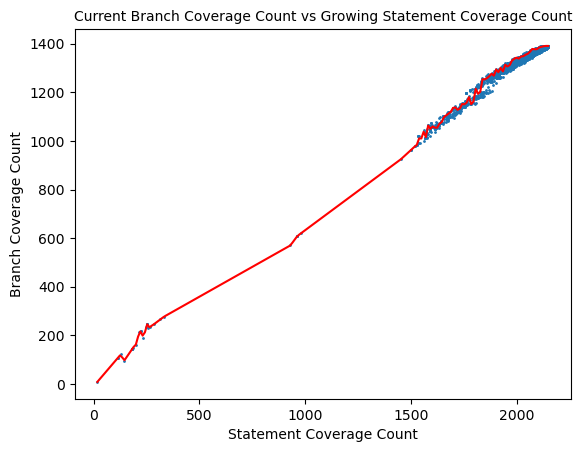 Current Branch Coverage Count vs Growing Statement Coverage Count
1400
1200
1000
800
600
400
200
0
Branch Coverage Count
0 500 1000 1500 2000
Statement Coverage Count